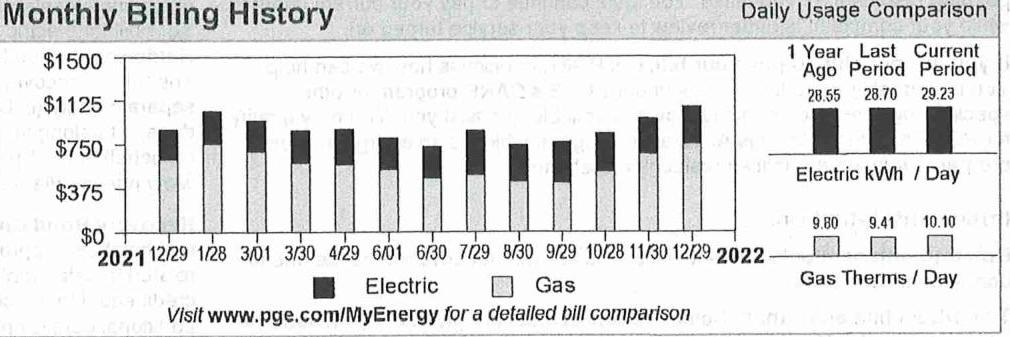 Monthly Billing History
Daily Usage Comparison
$1500
$1125
$750
$375
$0
2021 12/29 1/28 3/01 3/30 4/29 6/01 6/30 7/29 8/30 9/29 10/28 11/30 12/29 2022
Electric Gas
Visit www.pge.com/MyEnergy for a detailed bill comparison
1 Year Last Current
Ago Period Period
28.55 28.70 29.23
Electric kWh / Day
9.80 9.41 10.10
Gas Therms / Day